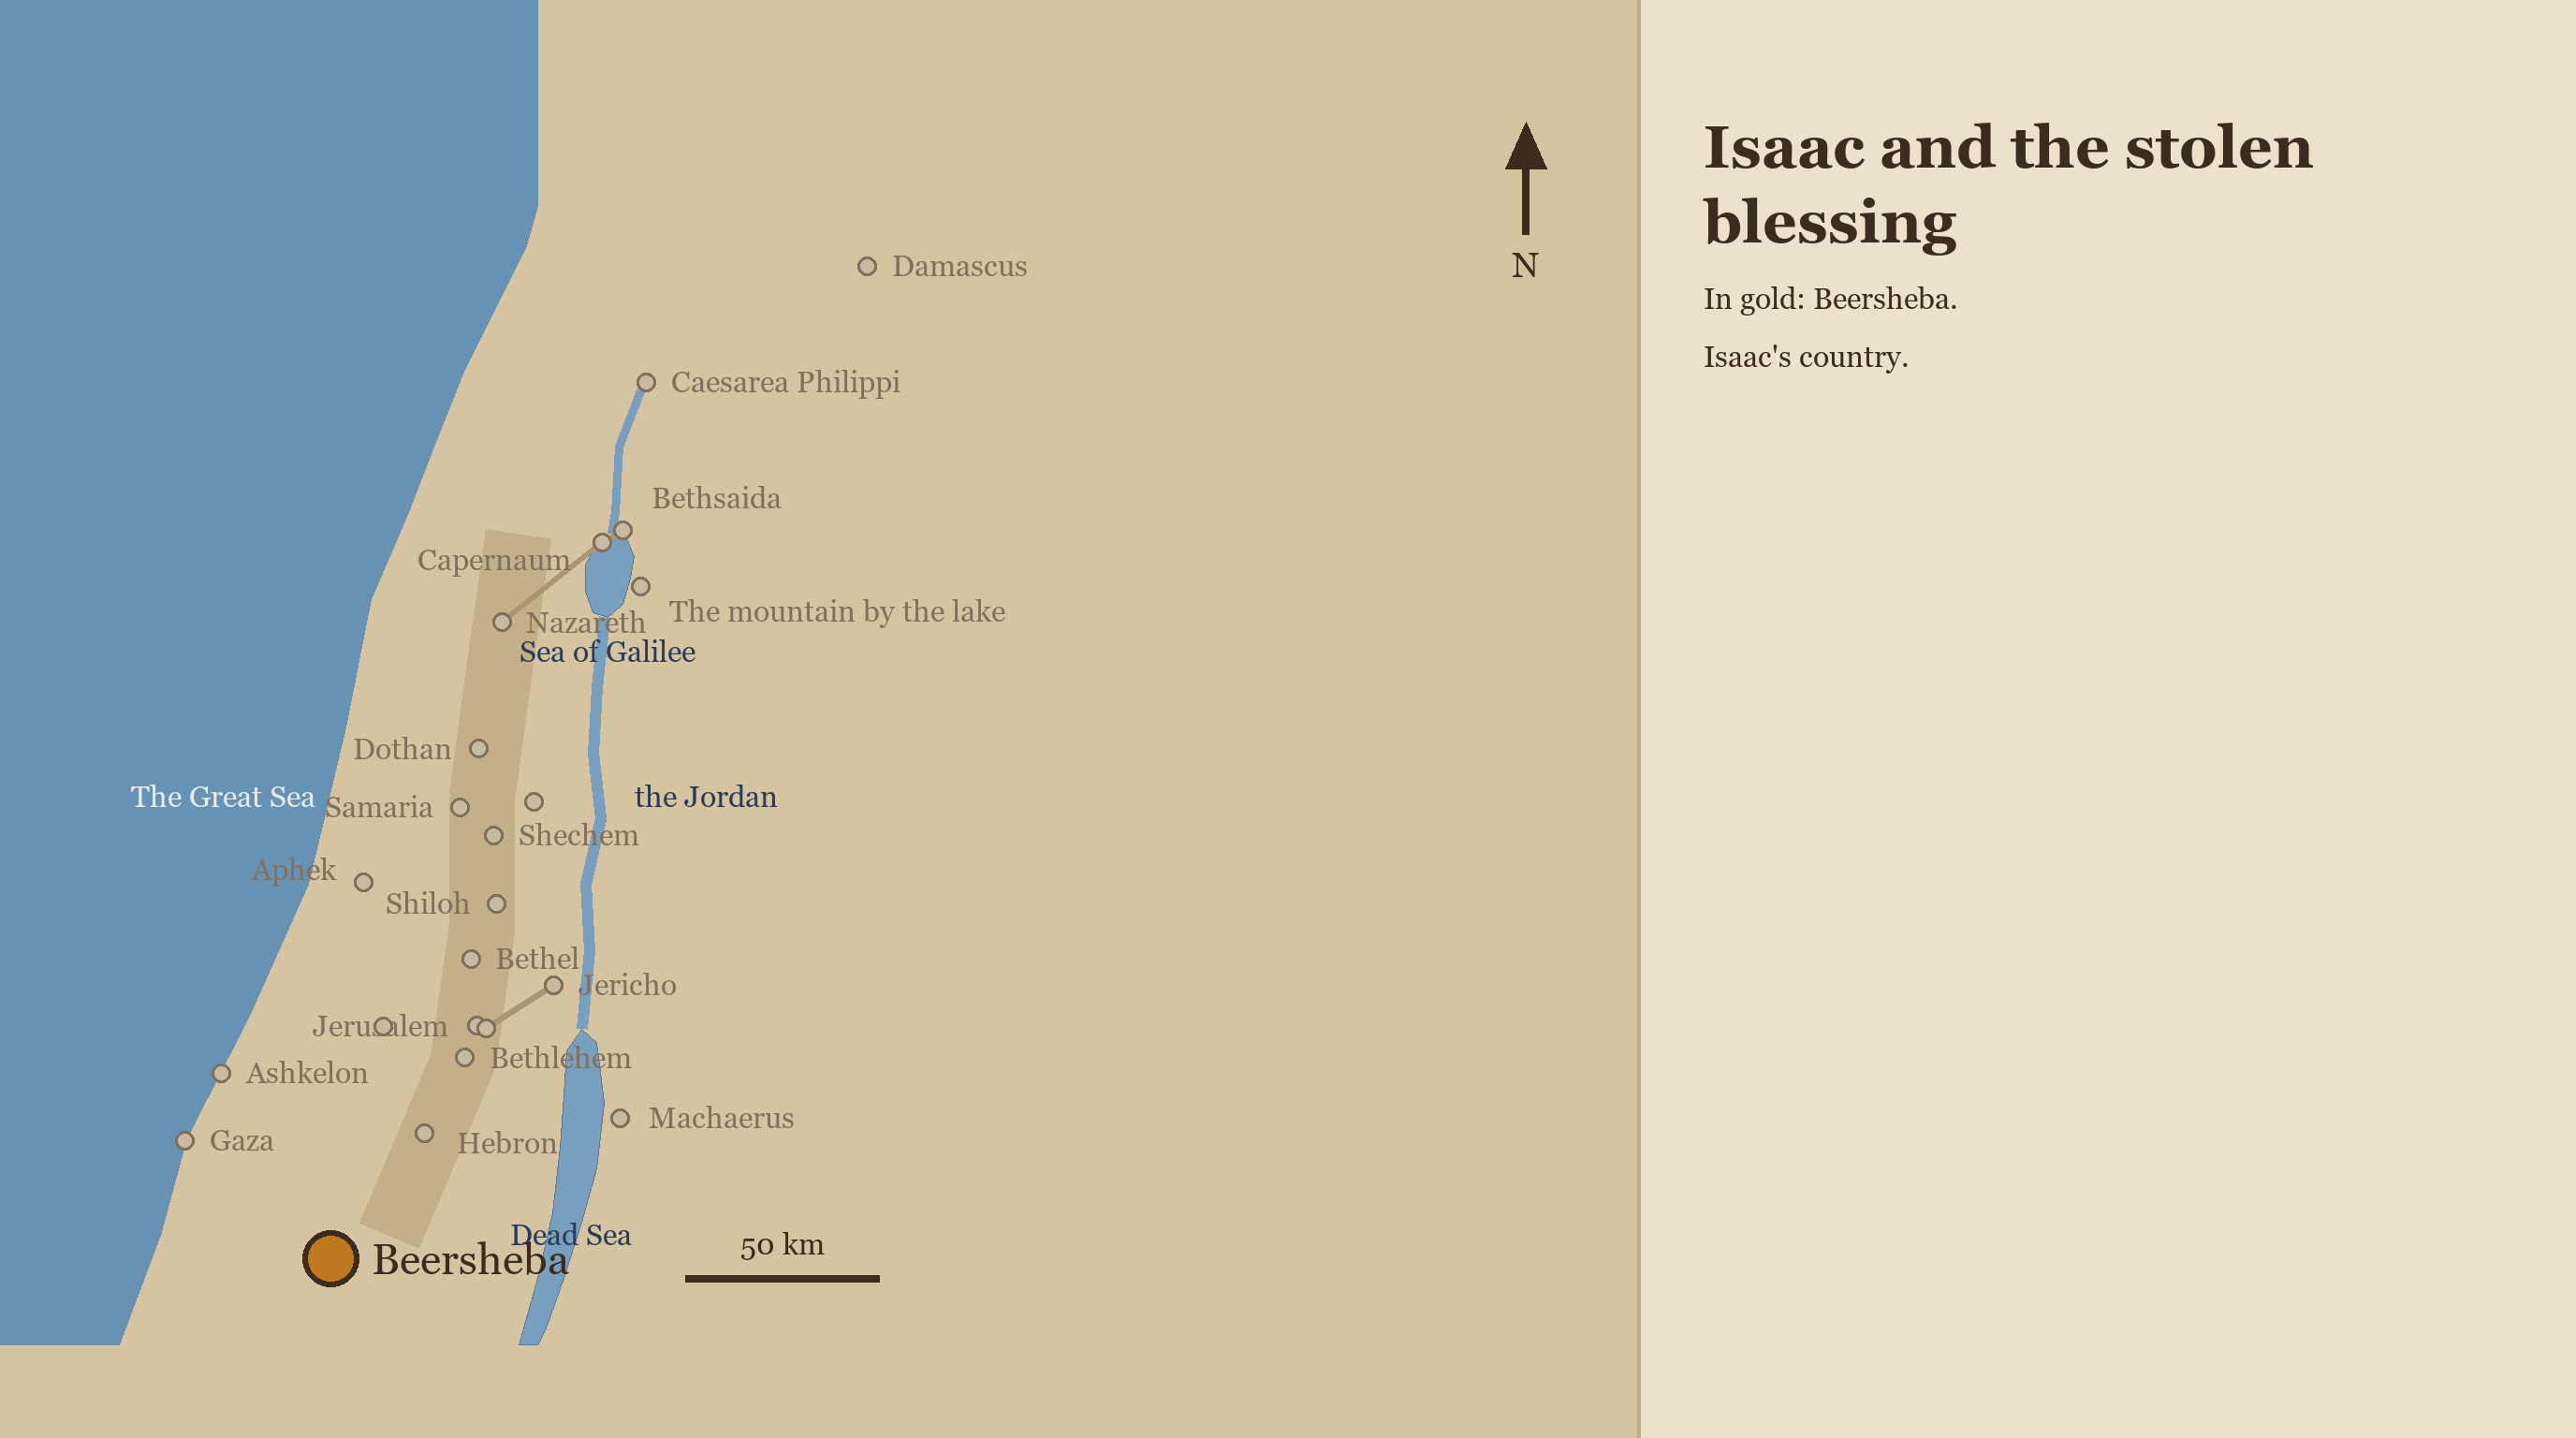 Damascus
N
Caesarea Philippi
Bethsaida
Capernaum
The mountain by the lake
Nazareth
Sea of Galilee
Dothan
The Great Sea
Samaria
the Jordan
Shechem
Aphek
Shiloh
Bethel
Jericho
Jerusalem
Bethlehem
Ashkelon
Machaerus
Gaza
Hebron
Dead Sea
Beersheba
50 km
Isaac and the stolen
blessing
In gold: Beersheba.
Isaac's country.